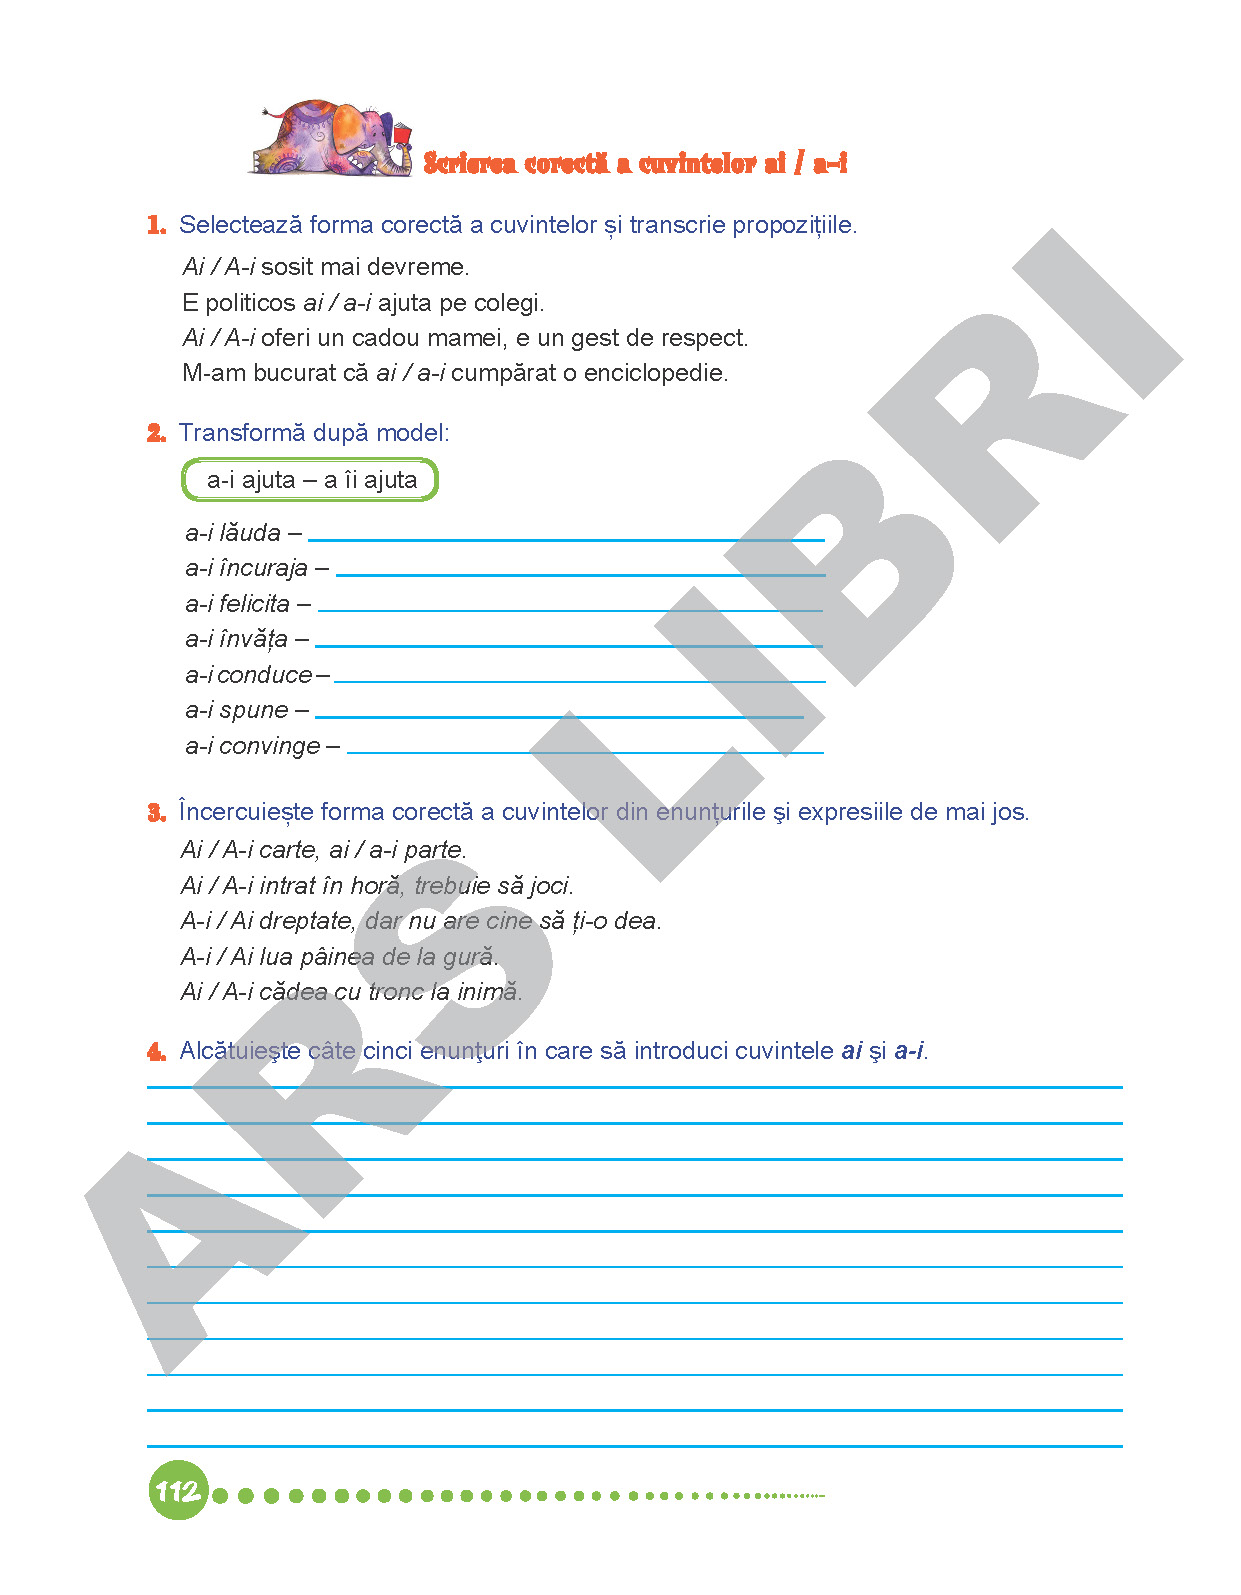 Scrierea corectă a cuvintelor ai / a-i
1. Selectează forma corectă a cuvintelor și transcrie propozițiile.
Ai / A-i sosit mai devreme.
E politicos ai / a-i ajuta pe colegi.
Ai / A-i oferi un cadou mamei, e un gest de respect.
M-am bucurat că ai / a-i cumpărat o enciclopedie.
2. Transformă după model:
a-i ajuta – a îi ajuta
a-i lăuda –
a-i încuraja –
a-i felicita –
a-i învăța –
a-i conduce –
a-i spune –
a-i convinge –
3. Încercuiește forma corectă a cuvintelor din enunțurile şi expresiile de mai jos.
Ai / A-i carte, ai / a-i parte.
Ai / A-i intrat în horă, trebuie să joci.
A-i / Ai dreptate, dar nu are cine să ți-o dea.
A-i / Ai lua pâinea de la gură.
Ai / A-i cădea cu tronc la inimă.
4. Alcătuieşte câte cinci enunţuri în care să introduci cuvintele ai şi a-i.
112
ARS LIBRI